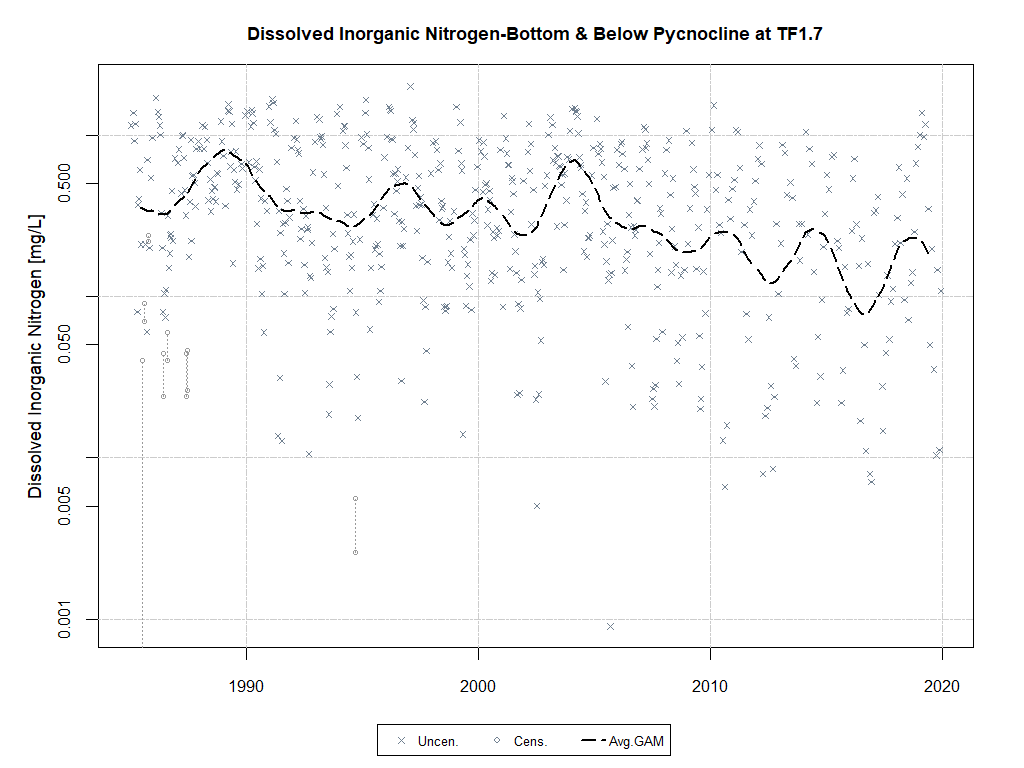 Dissolved Inorganic Nitrogen-Bottom & Below Pycnocline at TF1.7
Dissolved Inorganic Nitrogen [mg/L]
0.500
0.050
0.005
0.001
1990
2000
2010
2020
Uncen.
Cens.
Avg.GAM